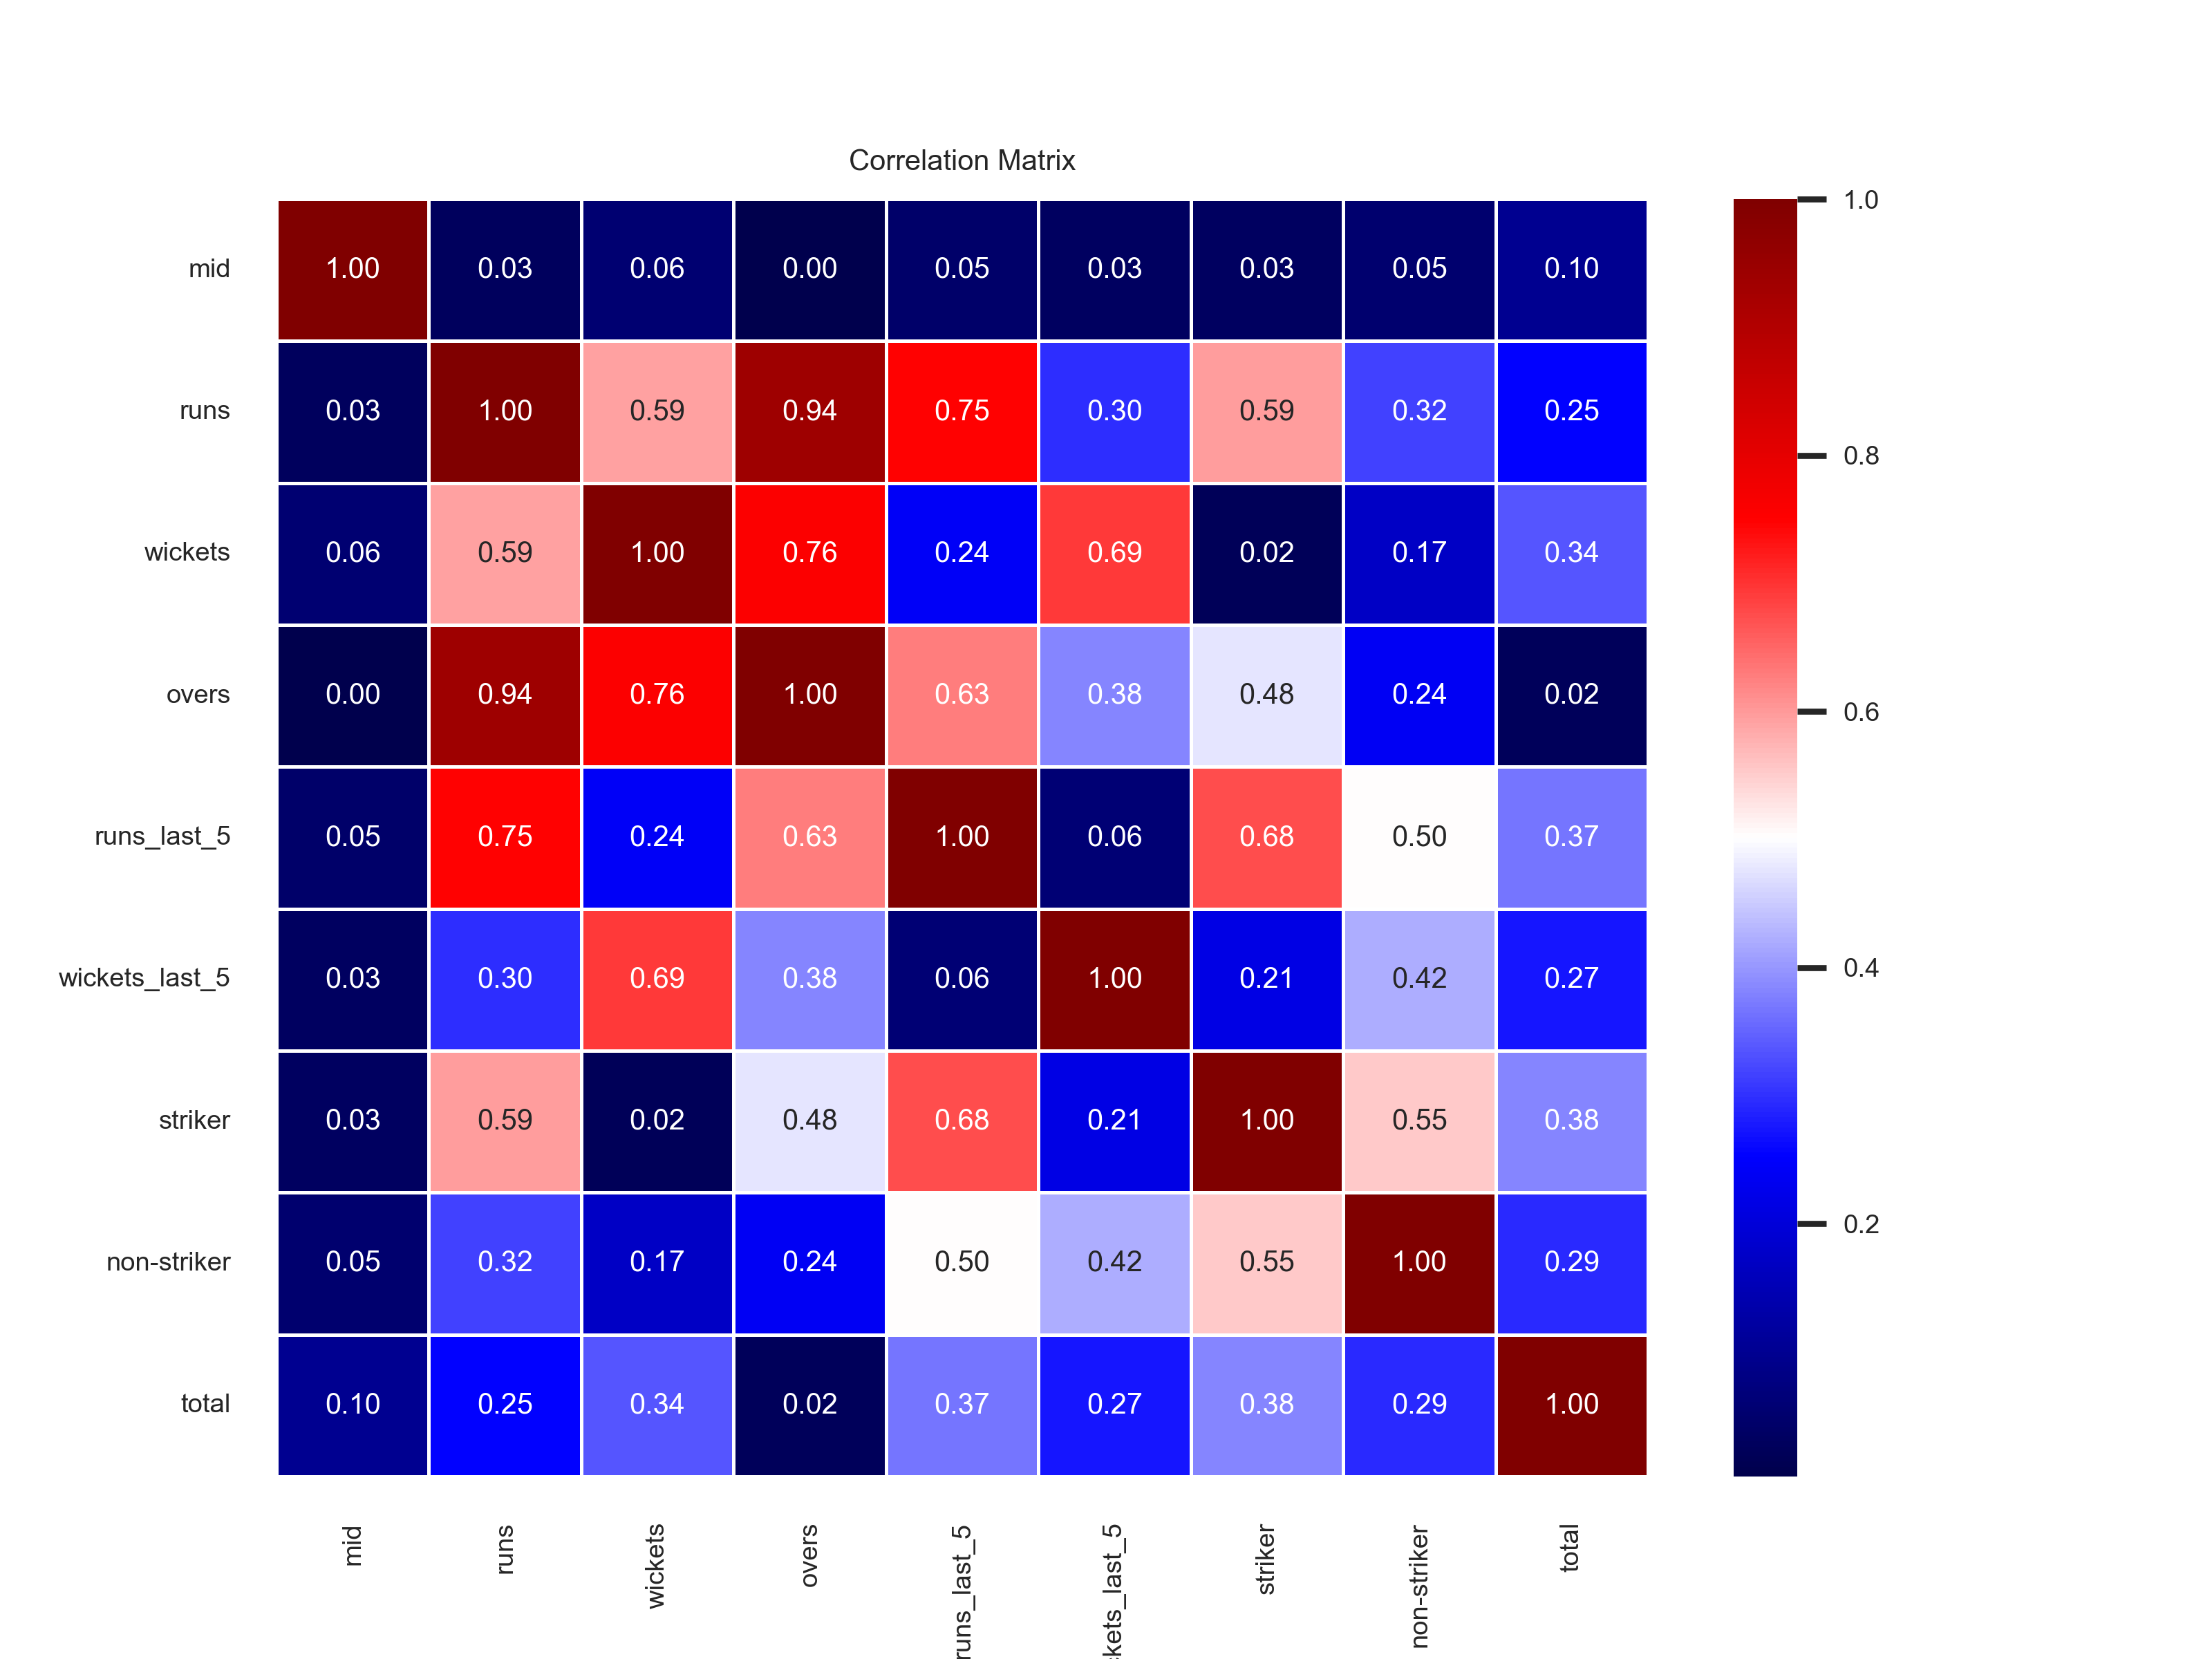 Correlation Matrix
mid 1.00 0.03 0.06 0.00 0.05 0.03 0.03 0.05 0.10
runs 0.03 1.00 0.59 0.94 0.75 0.30 0.59 0.32 0.25
wickets 0.06 0.59 1.00 0.76 0.24 0.69 0.02 0.17 0.34
overs 0.00 0.94 0.76 1.00 0.63 0.38 0.48 0.24 0.02
runs_last_5 0.05 0.75 0.24 0.63 1.00 0.06 0.68 0.50 0.37
wickets_last_5 0.03 0.30 0.69 0.38 0.06 1.00 0.21 0.42 0.27
striker 0.03 0.59 0.02 0.48 0.68 0.21 1.00 0.55 0.38
non-striker 0.05 0.32 0.17 0.24 0.50 0.42 0.55 1.00 0.29
total 0.10 0.25 0.34 0.02 0.37 0.27 0.38 0.29 1.00
mid
runs
wickets
overs
runs_last_5
kets_last_5
striker
non-striker
total
1.0
0.8
0.6
0.4
0.2